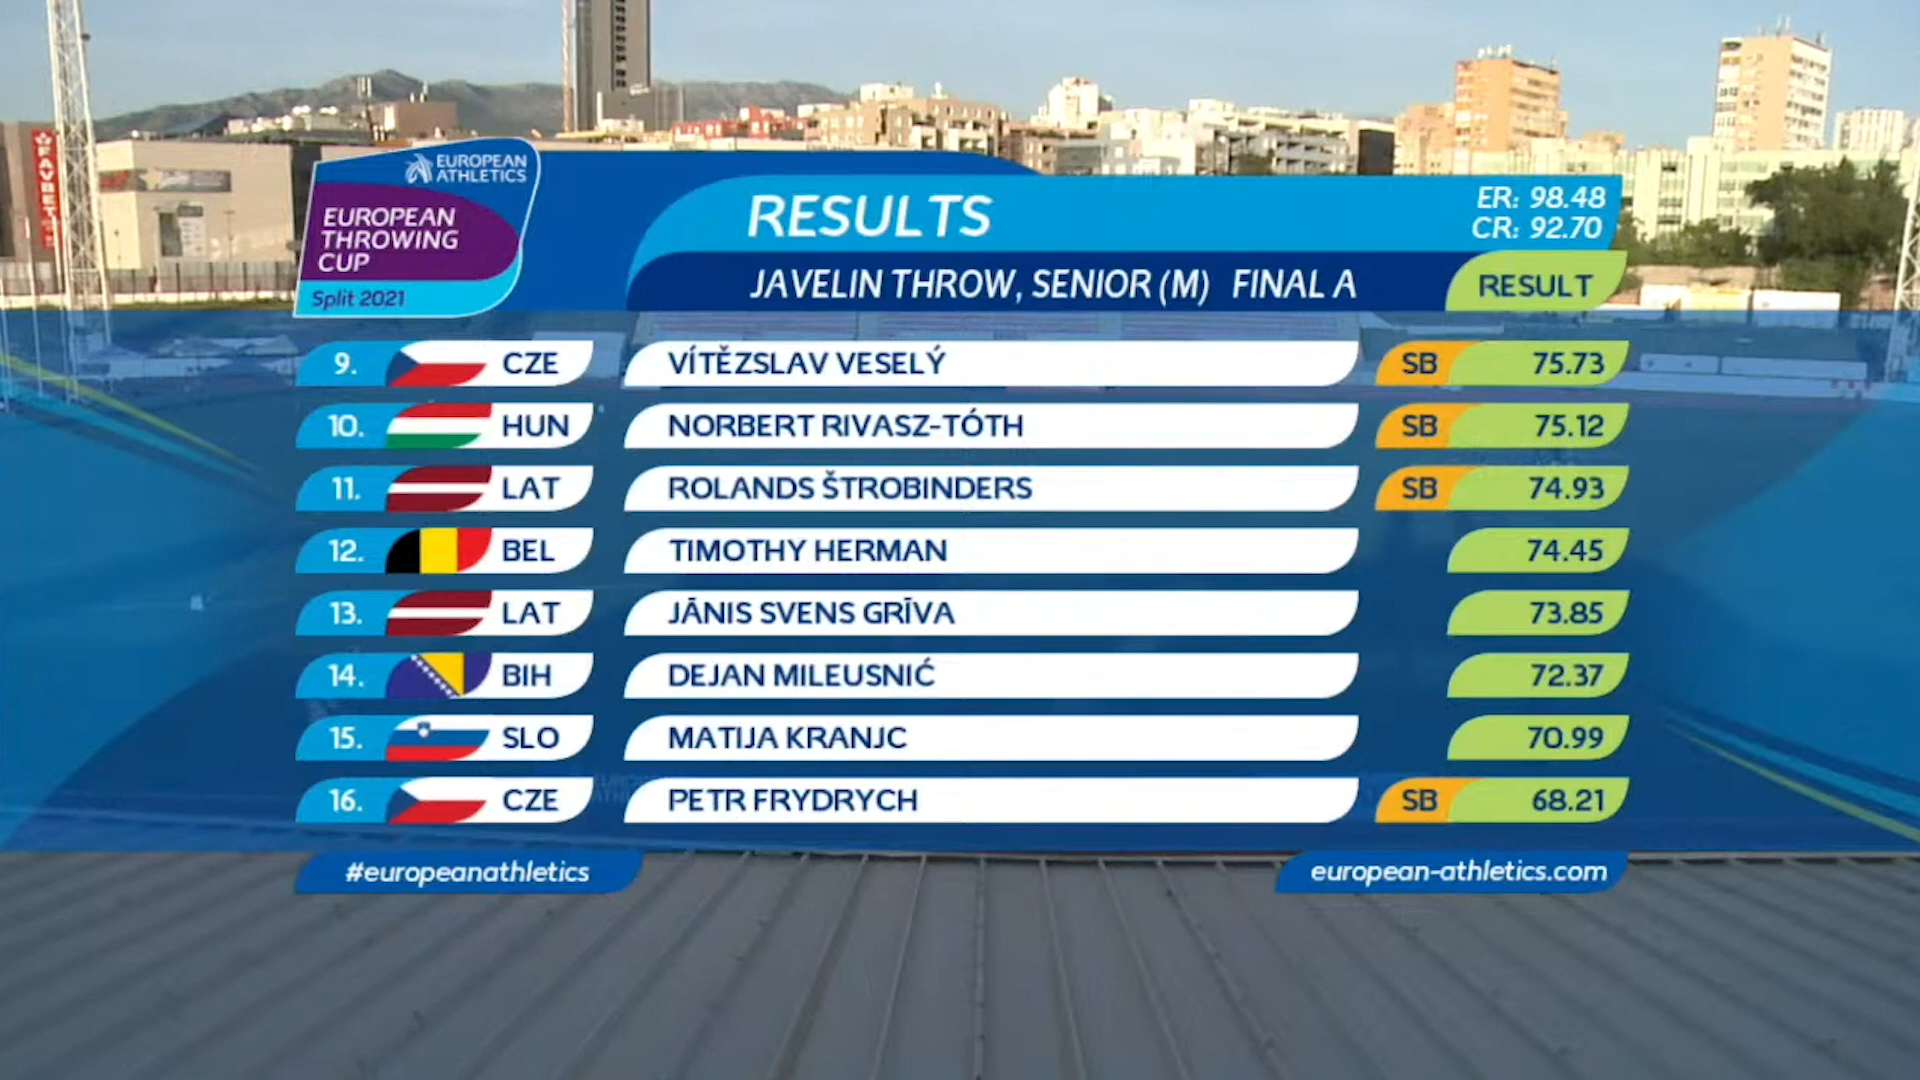 EUROPEAN
ATHLETICS
EUROPEAN
THROWING
CUP
Split 2021
RESULTS
ER: 98.48
CR: 92.70
JAVELIN THROW, SENIOR (M) FINAL A
RESULT
9. CZE VÍTĚZSLAV VESELÝ SB 75.73
10. HUN NORBERT RIVASZ-TÓTH SB 75.12
11. LAT ROLANDS ŠTROBINDERS SB 74.93
12. BEL TIMOTHY HERMAN 74.45
13. LAT JĀNIS SVENS GRĪVA 73.85
14. BIH DEJAN MILEUSNIĆ 72.37
15. SLO MATIJA KRANJC 70.99
16. CZE PETR FRYDRYCH SB 68.21
#europeanathletics
european-athletics.com
FAVBET